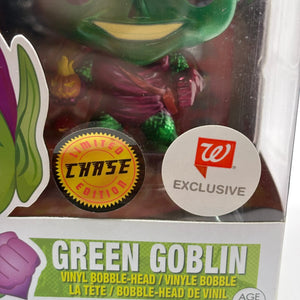 LIMITED
CHASE
EDITION
W
EXCLUSIVE
GREEN GOBLIN
VINYL BOBBLE-HEAD / VINYLE BOBBLE
LA TÊTE / BOBBLE-HEAD DE VINIL
AGE